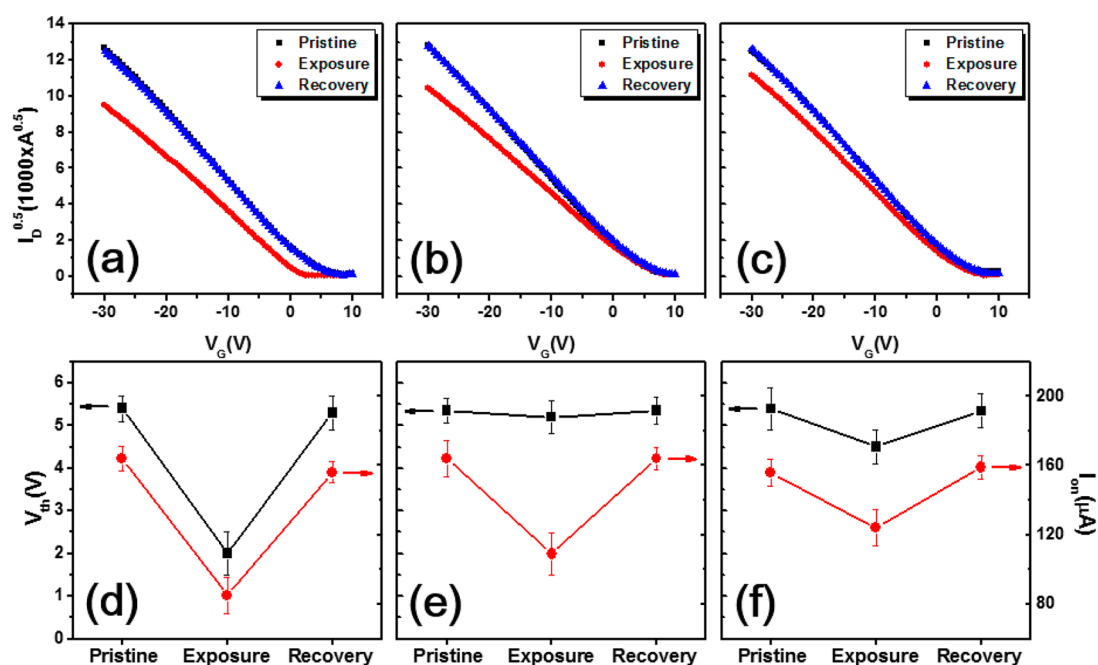 14
12
10
8
6
4
2
0
I_D^0.5(1000xA^0.5)
Pristine
Exposure
Recovery
(a)
-30 -20 -10 0 10
V_G(V)
Pristine
Exposure
Recovery
(b)
-30 -20 -10 0 10
V_G(V)
Pristine
Exposure
Recovery
(c)
-30 -20 -10 0 10
V_G(V)
6
5
4
3
2
1
0
V_th(V)
(d)
Pristine Exposure Recovery
(e)
Pristine Exposure Recovery
(f)
Pristine Exposure Recovery
200
160
120
80
I_on(μA)